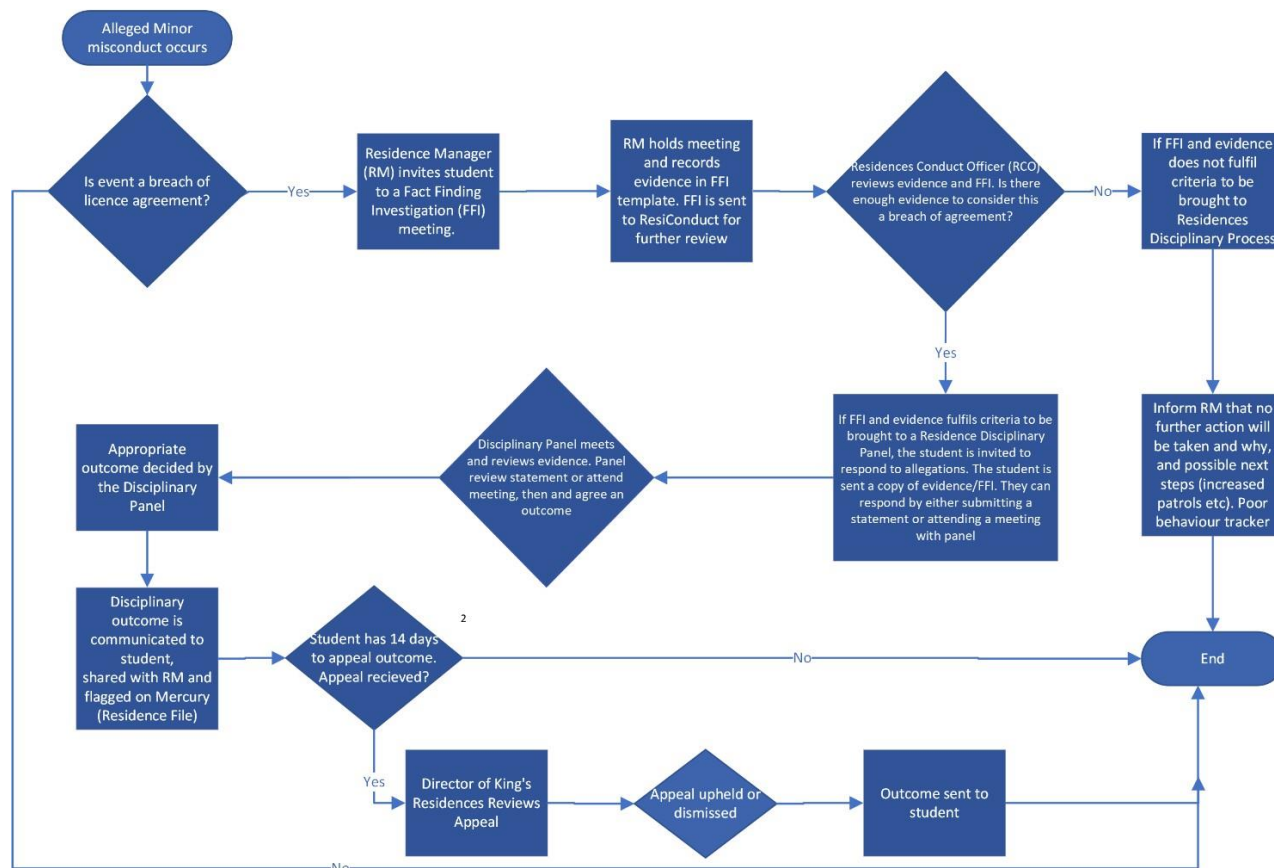 Alleged Minor
misconduct occurs
Is event a breach of
licence agreement?
Yes
Residence Manager
(RM) invites student
to a Fact Finding
Investigation (FFI)
meeting.
RM holds meeting
and records
evidence in FFI
template. FFI is sent
to ResiConduct for
further review
Residences Conduct Officer (RCO)
reviews evidence and FFI. Is there
enough evidence to consider this
a breach of agreement?
No
If FFI and evidence
does not fulfil
criteria to be
brought to
Residences
Disciplinary Process
Yes
Inform RM that no
further action will
be taken and why,
and possible next
steps (increased
patrols etc). Poor
behaviour tracker
If FFI and evidence fulfils criteria to be
brought to a Residence Disciplinary
Panel, the student is invited to
respond to allegations. The student is
sent a copy of evidence/FFI. They can
respond by either submitting a
statement or attending a meeting
with panel
Disciplinary Panel meets
and reviews evidence. Panel
review statement or attend
meeting, then and agree an
outcome
Appropriate
outcome decided by
the Disciplinary
Panel
Disciplinary
outcome is
communicated to
student,
shared with RM and
flagged on Mercury
(Residence File)
2
Student has 14 days
to appeal outcome.
Appeal recieved?
No
End
Yes
Director of King's
Residences Reviews
Appeal
Appeal upheld or
dismissed
Outcome sent to
student
No